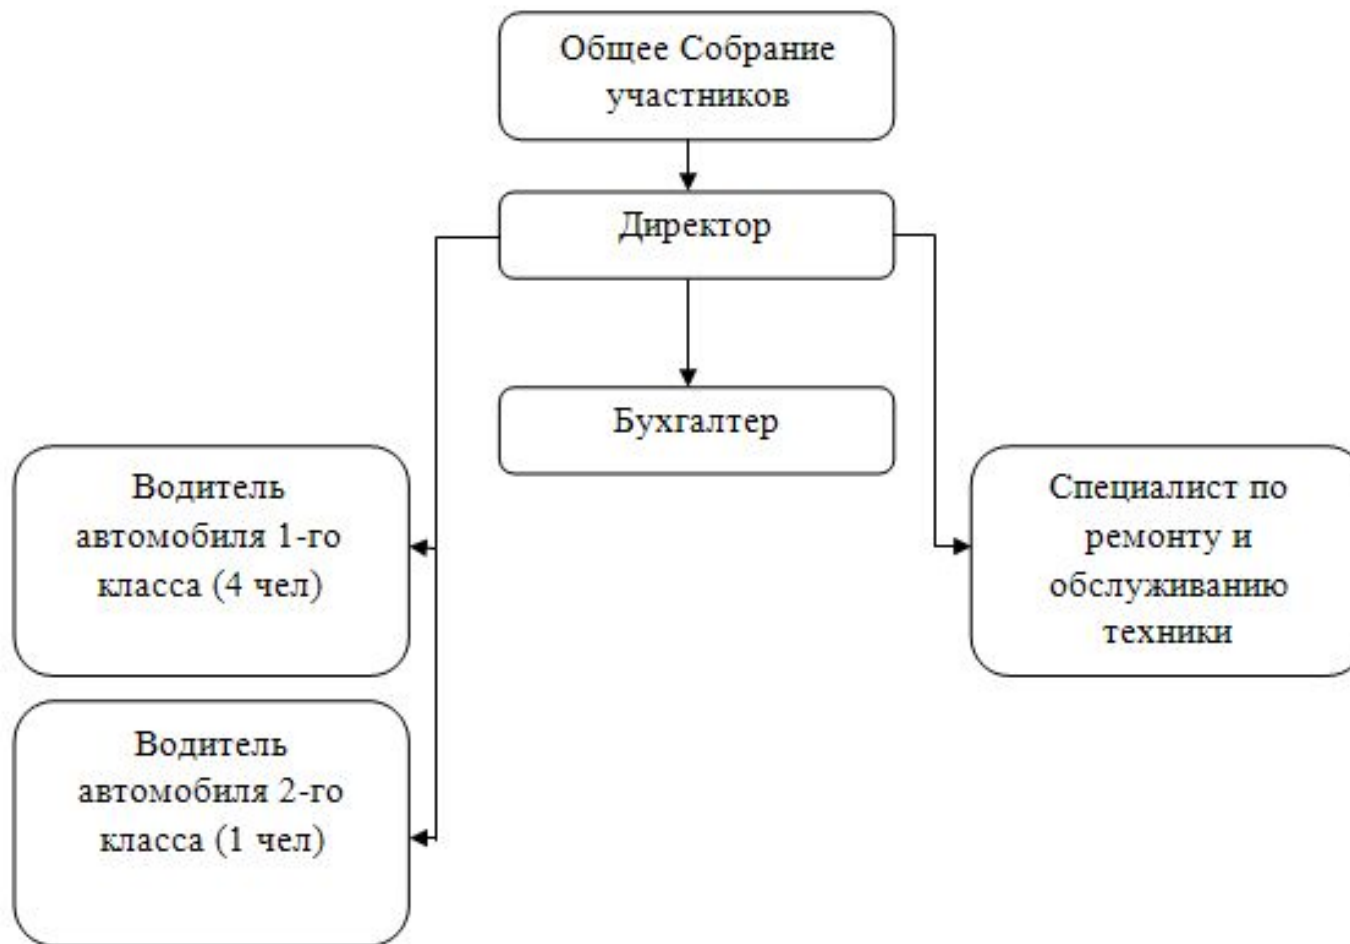 Общее Собрание
участников
Директор
Бухгалтер
Водитель
автомобиля 1-го
класса (4 чел)
Специалист по
ремонту и
обслуживанию
техники
Водитель
автомобиля 2-го
класса (1 чел)